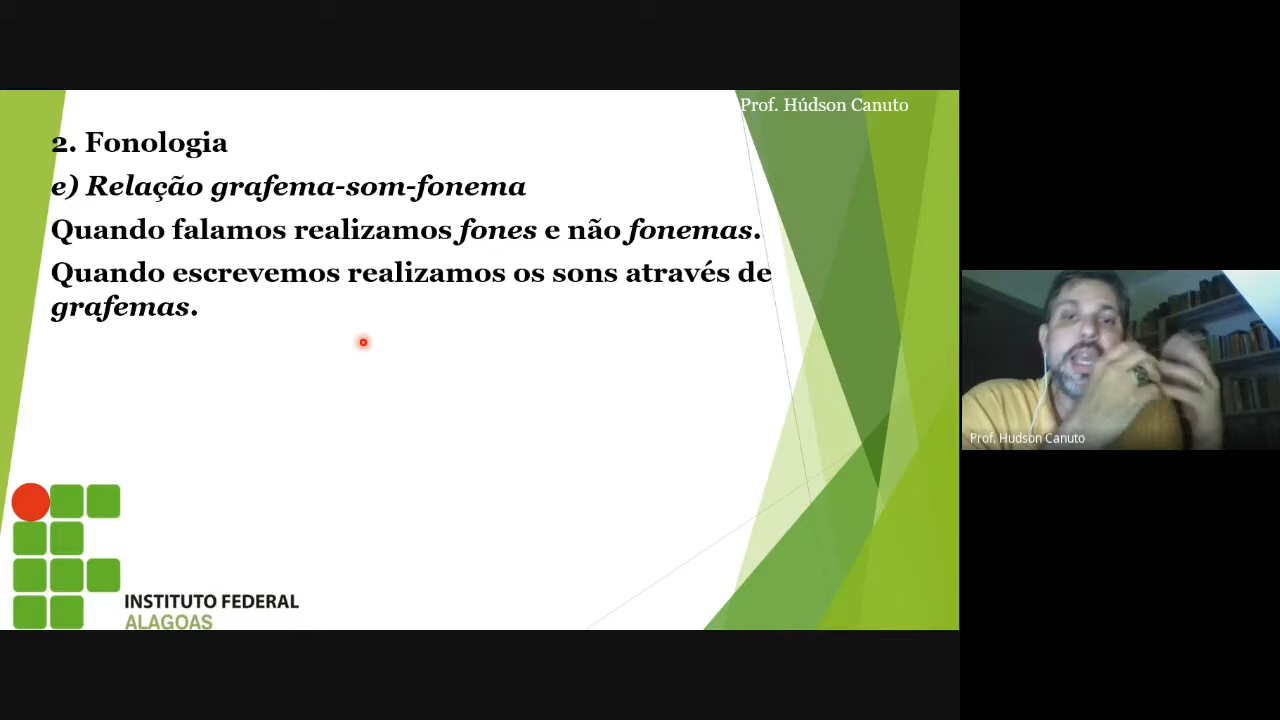 Prof. Húdson Canuto
2. Fonologia
e) Relação grafema-som-fonema
Quando falamos realizamos fones e não fonemas.
Quando escrevemos realizamos os sons através de
grafemas.
Prof. Hudson Canuto
INSTITUTO FEDERAL
ALAGOAS